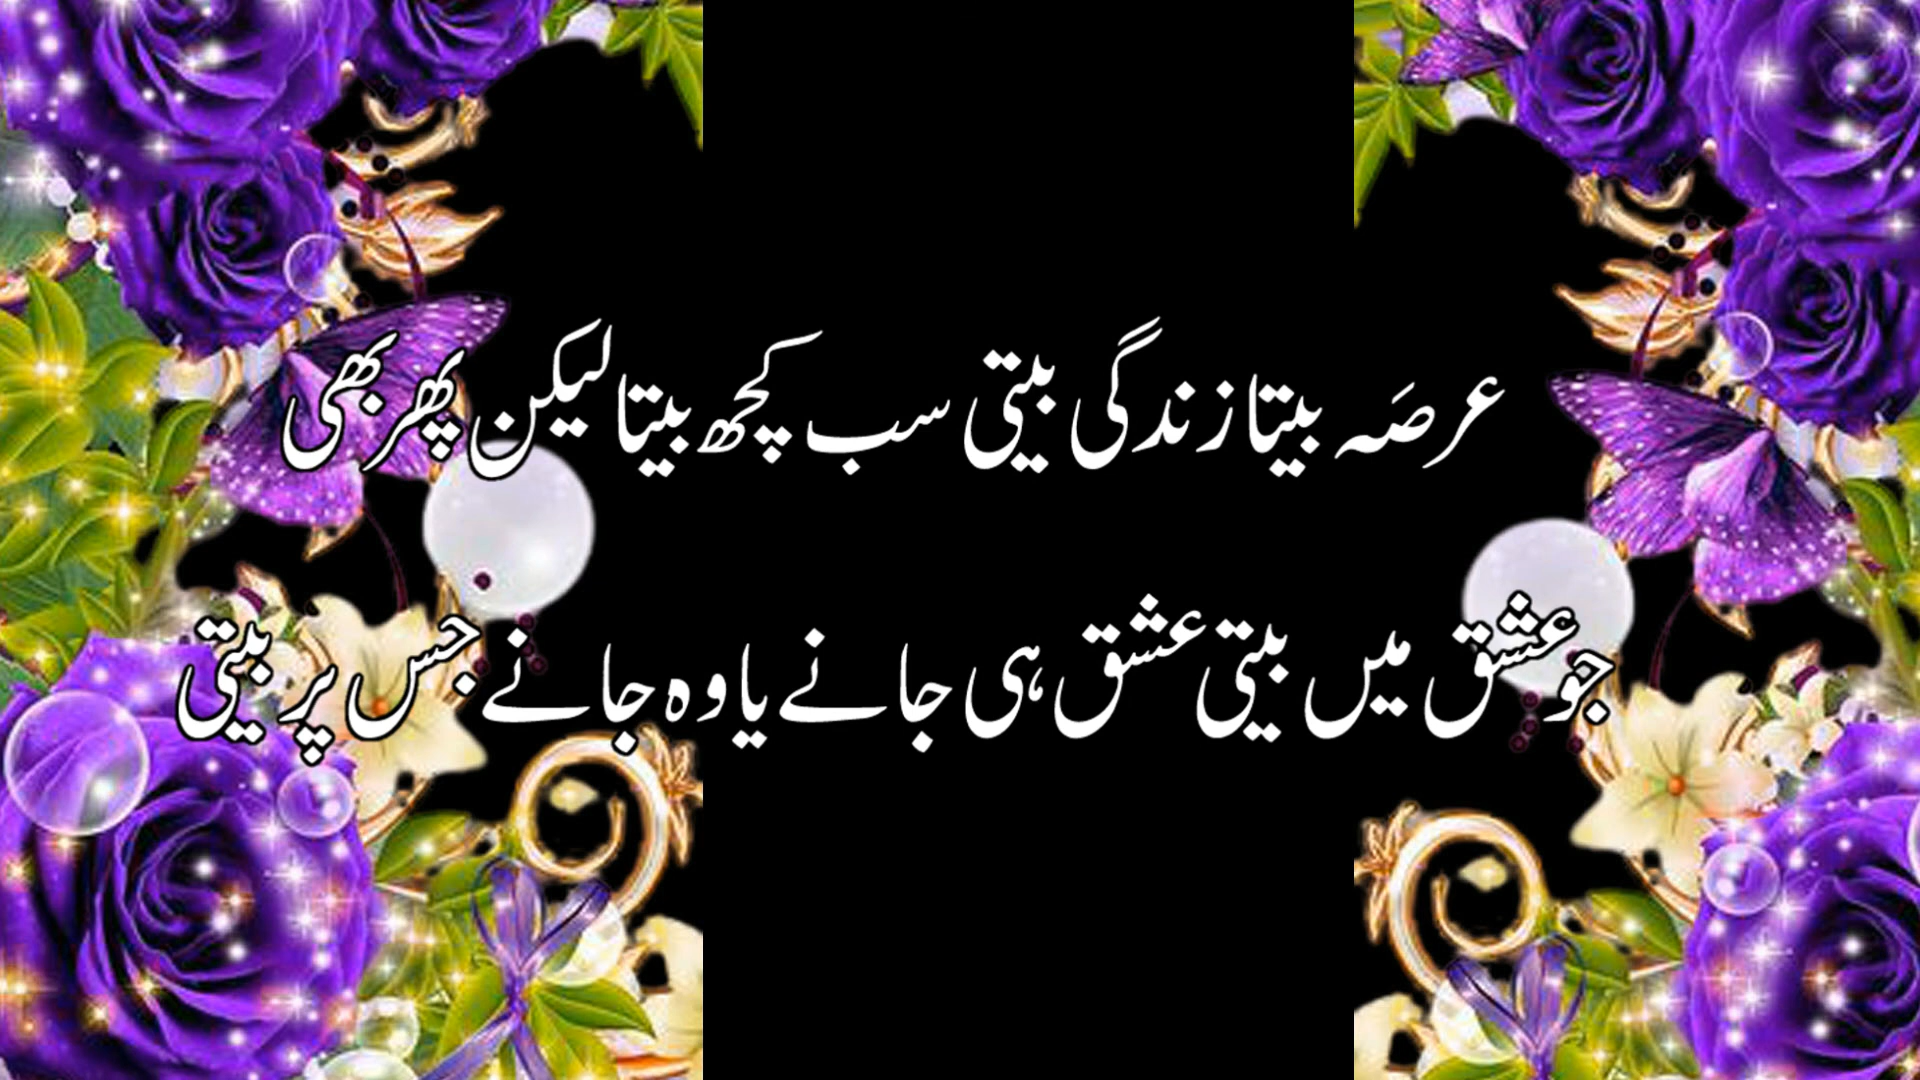 عرصَہ بیتا زندگی بیتی سب کچھ بیتا لیکن پھر بھی
جو عشق میں بیتی عشق ہی جانے یا وہ جانے جس پر بیتی